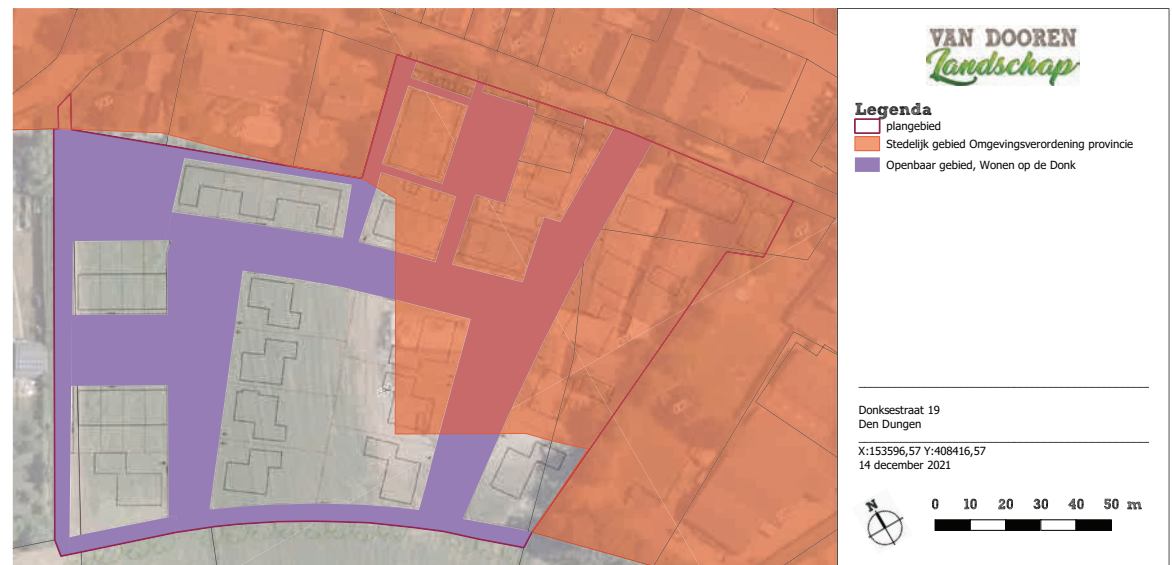 VAN DOOREN
Landschap
Legenda
plangebied
Stedelijk gebied Omgevingsverordening provincie
Openbaar gebied, Wonen op de Donk
Donksestraat 19
Den Dungen
X:153596,57 Y:408416,57
14 december 2021
N
0 10 20 30 40 50 m